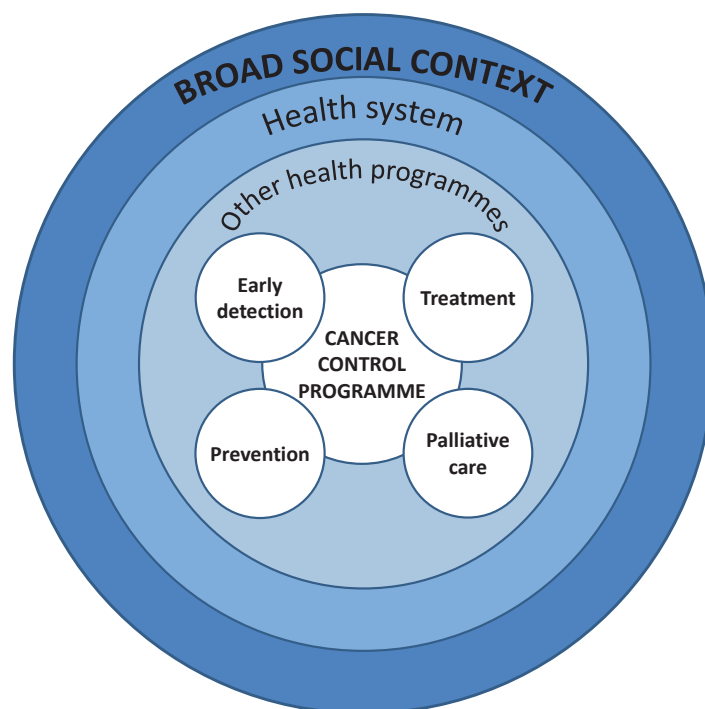 BROAD SOCIAL CONTEXT
Health system
Other health programmes
Early
detection
Treatment
CANCER
CONTROL
PROGRAMME
Prevention
Palliative
care